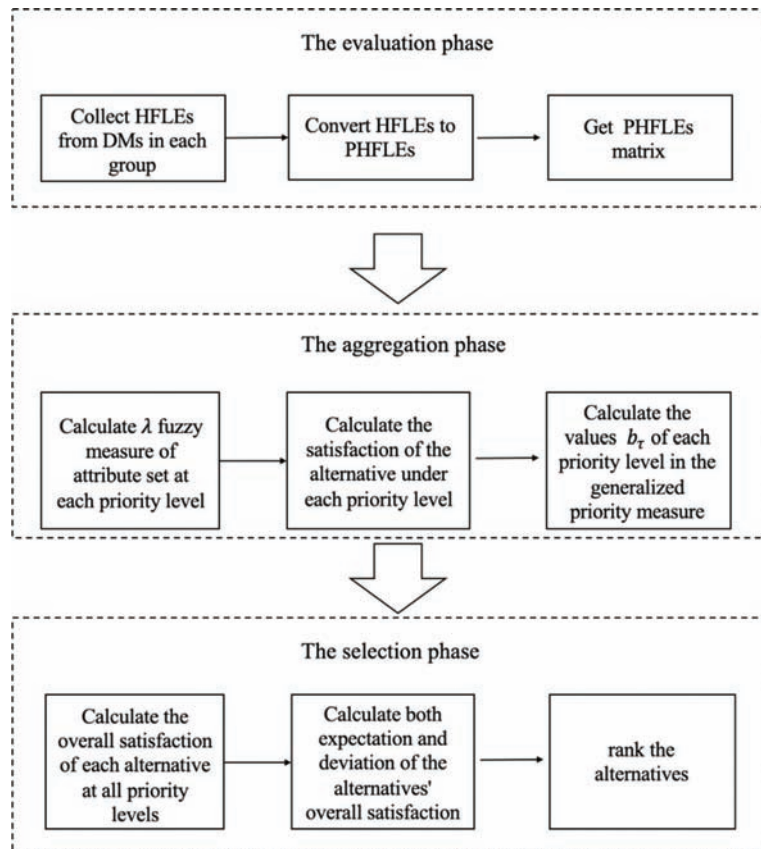 The evaluation phase
Collect HFLEs
from DMs in each
group
Convert HFLEs to
PHFLEs
Get PHFLEs
matrix
The aggregation phase
Calculate λ fuzzy
measure of
attribute set at
each priority level
Calculate the
satisfaction of the
alternative under
each priority level
Calculate the
values bτ of each
priority level in the
generalized
priority measure
The selection phase
Calculate the
overall satisfaction
of each alternative
at all priority
levels
Calculate both
expectation and
deviation of the
alternatives'
overall satisfaction
rank the
alternatives